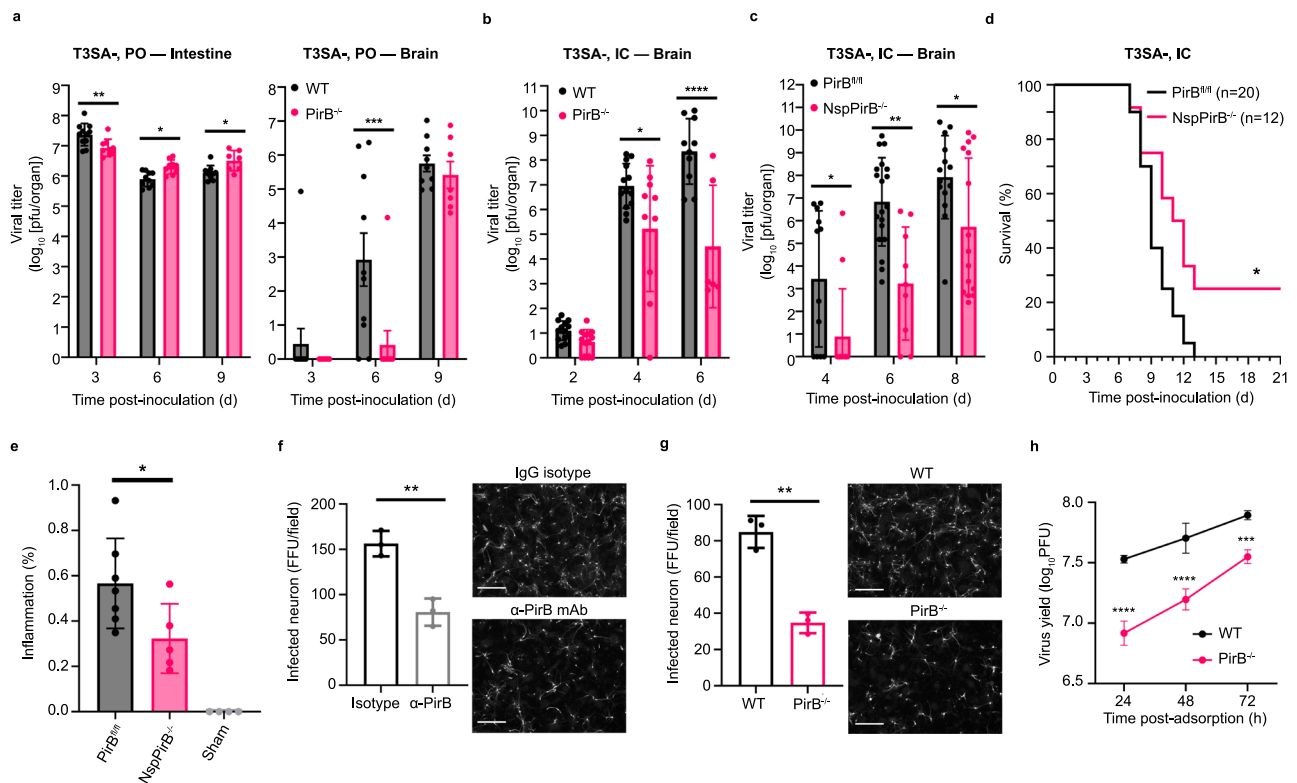 a
T3SA-, PO — Intestine
Viral titer
(log₁₀ [pfu/organ])
9
8
7
6
5
4
3
2
1
0
**
*
*
3
6
9
Time post-inoculation (d)
T3SA-, PO — Brain
WT
PirB⁻/⁻
Viral titer
(log₁₀ [pfu/organ])
8
6
4
2
0
***
3
6
9
Time post-inoculation (d)
b
T3SA-, IC — Brain
WT
PirB⁻/⁻
Viral titer
(log₁₀ [pfu/organ])
11
10
9
8
7
6
5
4
3
2
1
0
*
****
2
4
6
Time post-inoculation (d)
c
T3SA-, IC — Brain
PirBfl/fl
NspPirB⁻/⁻
Viral titer
(log₁₀ [pfu/organ])
12
11
10
9
8
7
6
5
4
3
2
1
0
*
**
*
4
6
8
Time post-inoculation (d)
d
T3SA-, IC
PirBfl/fl (n=20)
NspPirB⁻/⁻ (n=12)
Survival (%)
100
80
60
40
20
0
*
0
3
6
9
12
15
18
21
Time post-inoculation (d)
e
Inflammation (%)
1.0
0.8
0.6
0.4
0.2
0.0
*
PirBfl/fl
NspPirB⁻/⁻
Sham
f
Infected neuron (FFU/field)
200
150
100
50
0
**
Isotype
α-PirB
IgG isotype
α-PirB mAb
g
Infected neuron (FFU/field)
100
80
60
40
20
0
**
WT
PirB⁻/⁻
WT
PirB⁻/⁻
h
Virus yield (log₁₀PFU)
8.0
7.5
7.0
6.5
****
****
***
WT
PirB⁻/⁻
24
48
72
Time post-adsorption (h)